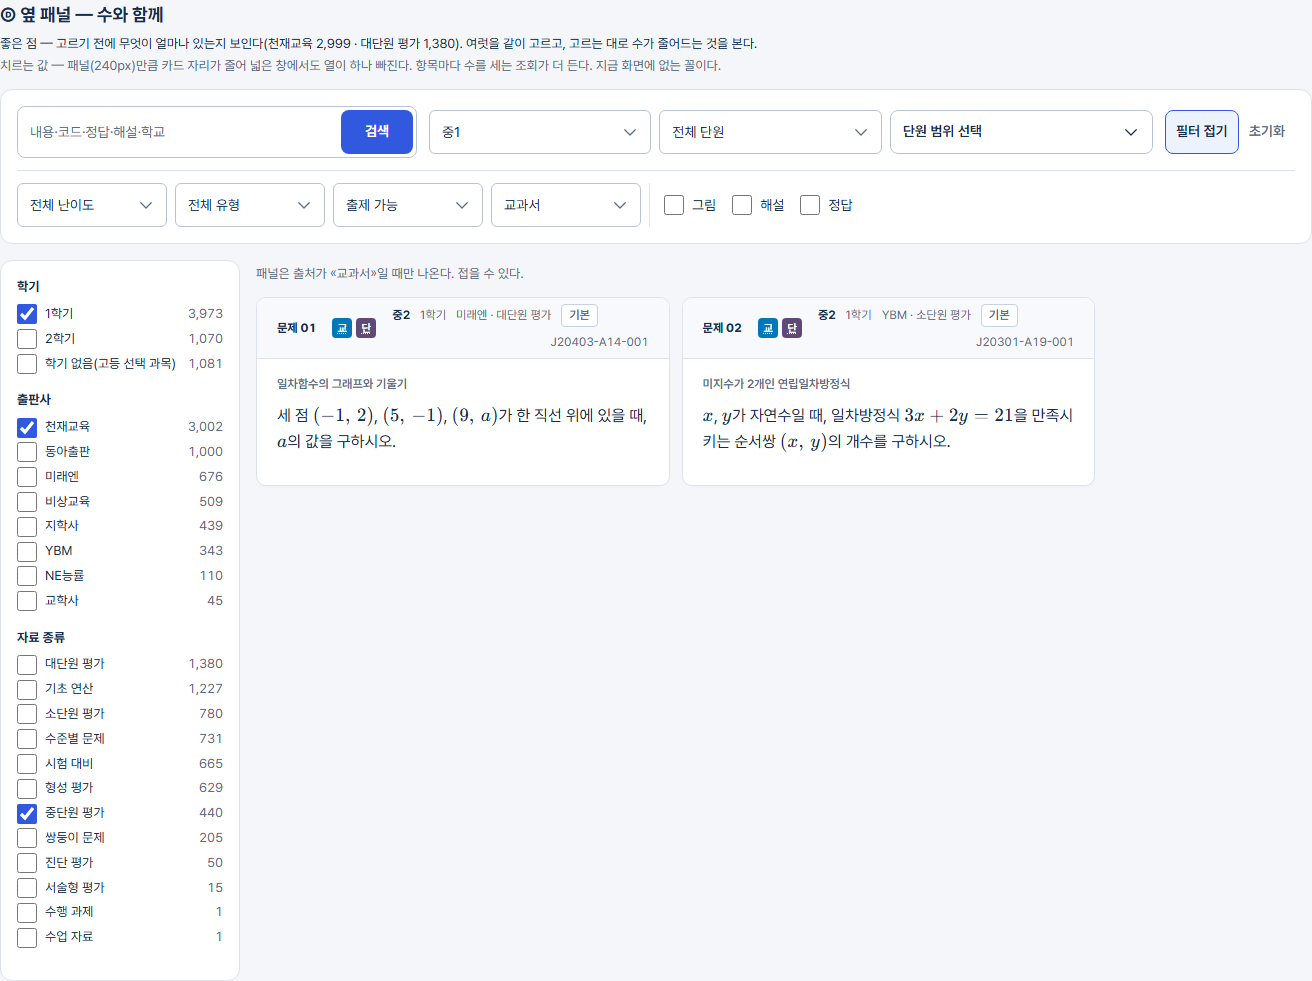 Ⓓ 옆 패널 — 수와 함께
좋은 점 — 고르기 전에 무엇이 얼마나 있는지 보인다(천재교육 2,999 · 대단원 평가 1,380). 여럿을 같이 고르고, 고르는 대로 수가 줄어드는 것을 본다.
치르는 값 — 패널(240px)만큼 카드 자리가 줄어 넓은 창에서도 열이 하나 빠진다. 항목마다 수를 세는 조회가 더 든다. 지금 화면에 없는 꼴이다.
내용·코드·정답·해설·학교 검색 중1 전체 단원 단원 범위 선택 필터 접기 초기화
전체 난이도 전체 유형 출제 가능 교과서 그림 해설 정답
학기
1학기 3,973
2학기 1,070
학기 없음(고등 선택 과목) 1,081
출판사
천재교육 3,002
동아출판 1,000
미래엔 676
비상교육 509
지학사 439
YBM 343
NE능률 110
교학사 45
자료 종류
대단원 평가 1,380
기초 연산 1,227
소단원 평가 780
수준별 문제 731
시험 대비 665
형성 평가 629
중단원 평가 440
쌍둥이 문제 205
진단 평가 50
서술형 평가 15
수행 과제 1
수업 자료 1
패널은 출처가 «교과서»일 때만 나온다. 접을 수 있다.
문제 01 교 단 중2 1학기 미래엔 · 대단원 평가 기본
J20403-A14-001
일차함수의 그래프와 기울기
세 점 (−1, 2), (5, −1), (9, a)가 한 직선 위에 있을 때,
a의 값을 구하시오.
문제 02 교 단 중2 1학기 YBM · 소단원 평가 기본
J20301-A19-001
미지수가 2개인 연립일차방정식
x, y가 자연수일 때, 일차방정식 3x + 2y = 21을 만족시
키는 순서쌍 (x, y)의 개수를 구하시오.